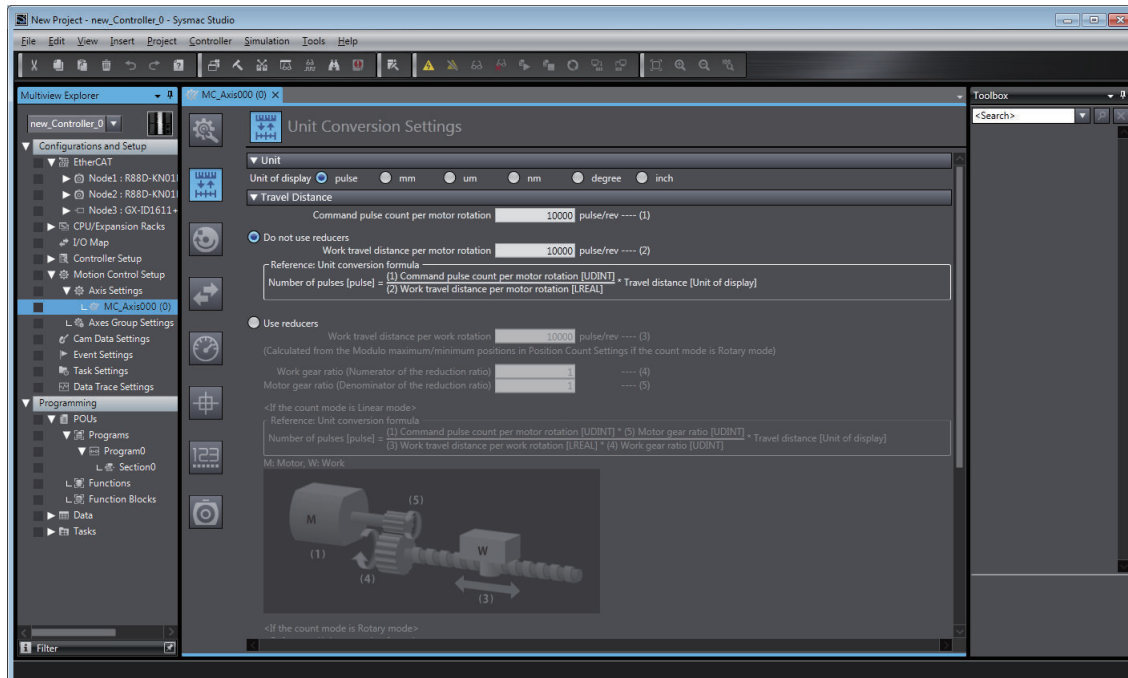 New Project - new_Controller_0 - Sysmac Studio
File Edit View Insert Project Controller Simulation Tools Help
Multiview Explorer
new_Controller_0
Configurations and Setup
EtherCAT
Node1 : R88D-KN01
Node2 : R88D-KN01
Node3 : GX-ID1611+
CPU/Expansion Racks
I/O Map
Controller Setup
Motion Control Setup
Axis Settings
MC_Axis000 (0)
Axes Group Settings
Cam Data Settings
Event Settings
Task Settings
Data Trace Settings
Programming
POUs
Programs
Program0
Section0
Functions
Function Blocks
Data
Tasks
Filter
MC_Axis000 (0)
123
Unit Conversion Settings
Unit
Unit of display pulse mm um nm degree inch
Travel Distance
Command pulse count per motor rotation 10000 pulse/rev ---- (1)
Do not use reducers
Work travel distance per motor rotation 10000 pulse/rev ---- (2)
Reference: Unit conversion formula
(1) Command pulse count per motor rotation [UDINT]
Number of pulses [pulse] = * Travel distance [Unit of display]
(2) Work travel distance per motor rotation [LREAL]
Use reducers
Work travel distance per work rotation 10000 pulse/rev ---- (3)
(Calculated from the Modulo maximum/minimum positions in Position Count Settings if the count mode is Rotary mode)
Work gear ratio (Numerator of the reduction ratio) 1 ---- (4)
Motor gear ratio (Denominator of the reduction ratio) 1 ---- (5)
<If the count mode is Linear mode>
Reference: Unit conversion formula
(1) Command pulse count per motor rotation [UDINT] * (5) Motor gear ratio [UDINT]
Number of pulses [pulse] = * Travel distance [Unit of display]
(3) Work travel distance per work rotation [LREAL] * (4) Work gear ratio [UDINT]
M: Motor, W: Work
(5)
M
W
(1)
(4)
(3)
<If the count mode is Rotary mode>
Toolbox
<Search>